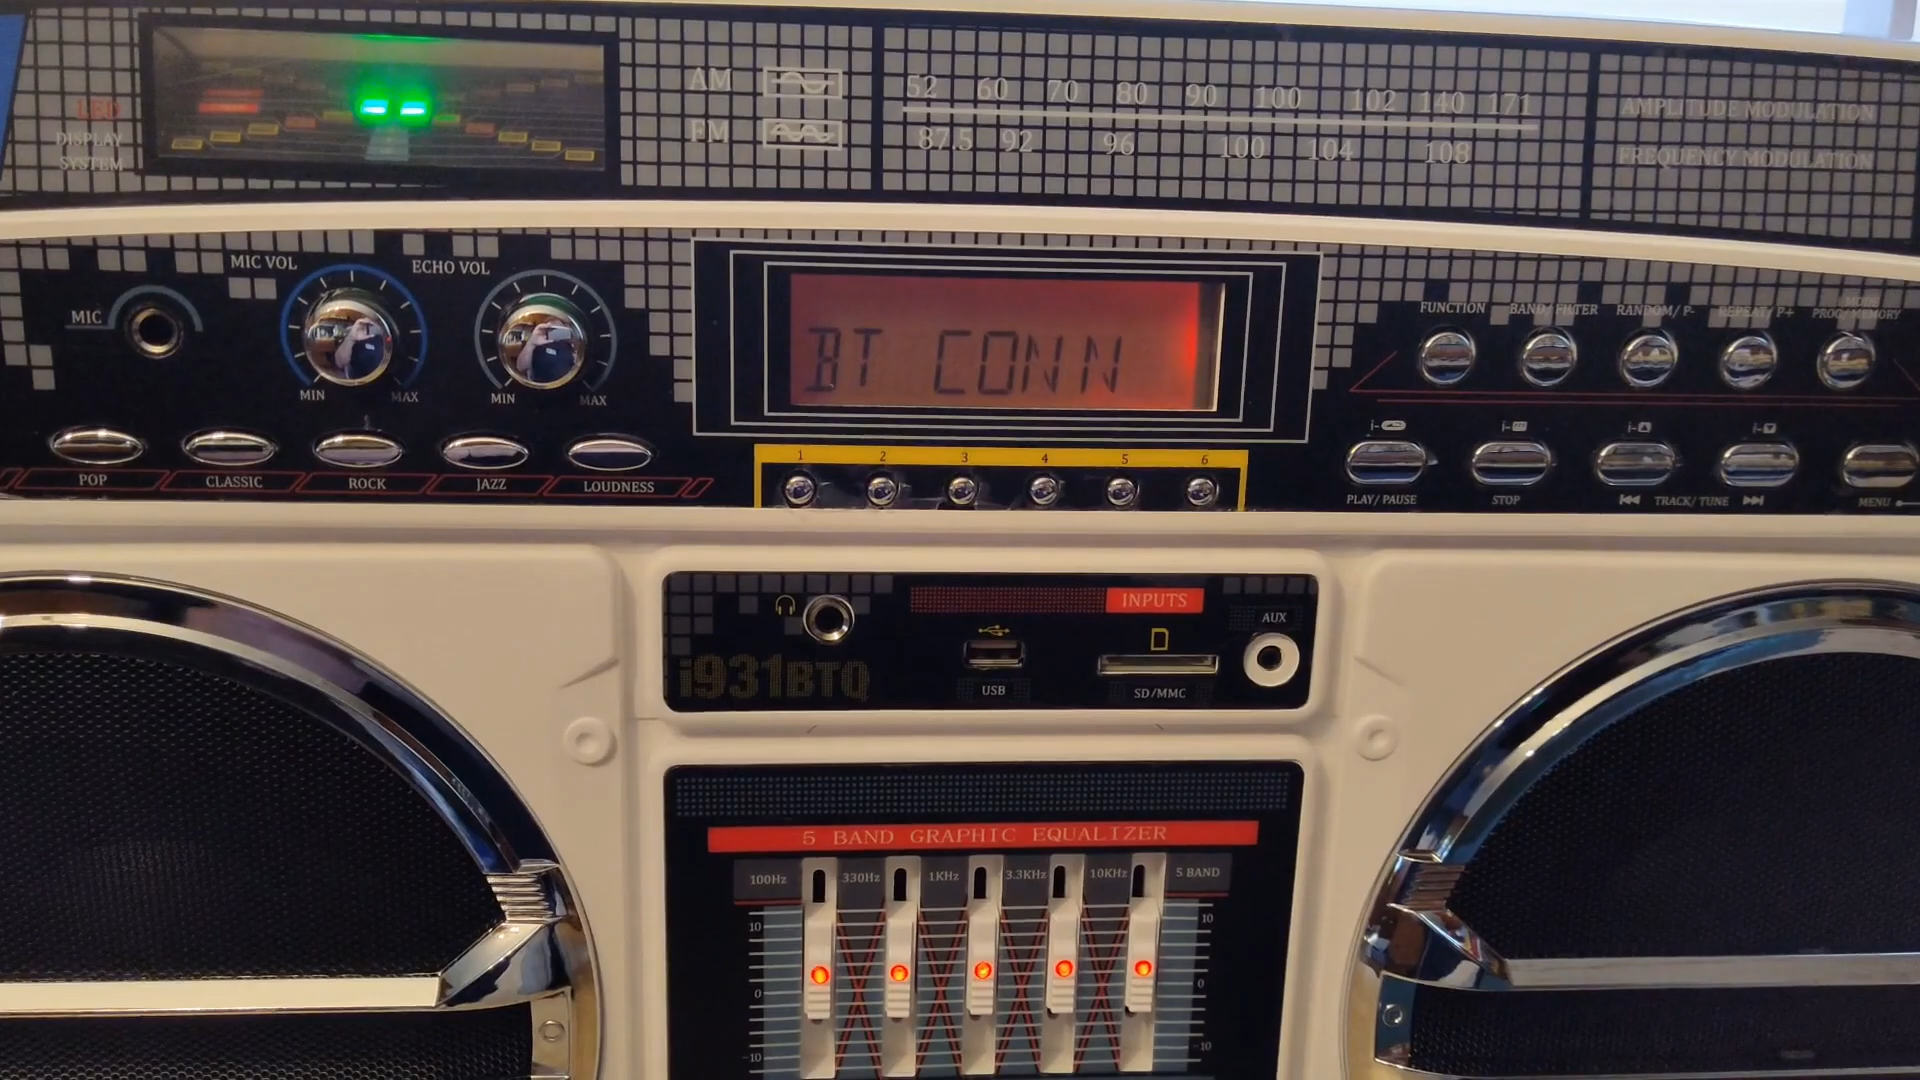 LED
DISPLAY
SYSTEM
AM
FM
52 60 70 80 90 100 102 140 171
87.5 92 96 100 104 108
AMPLITUDE MODULATION
FREQUENCY MODULATION
MIC
MIC VOL
MIN MAX
ECHO VOL
MIN MAX
POP CLASSIC ROCK JAZZ LOUDNESS
BT CONN
1 2 3 4 5 6
FUNCTION BAND/FILTER RANDOM/P- REPEAT/P+ MODE
PROG/MEMORY
i- i- i- i-
PLAY/PAUSE STOP TRACK/TUNE MENU
INPUTS
AUX
i931BTQ
USB
SD/MMC
5 BAND GRAPHIC EQUALIZER
100Hz 330Hz 1KHz 3.3KHz 10KHz 5 BAND
10 10
0 0
-10 -10